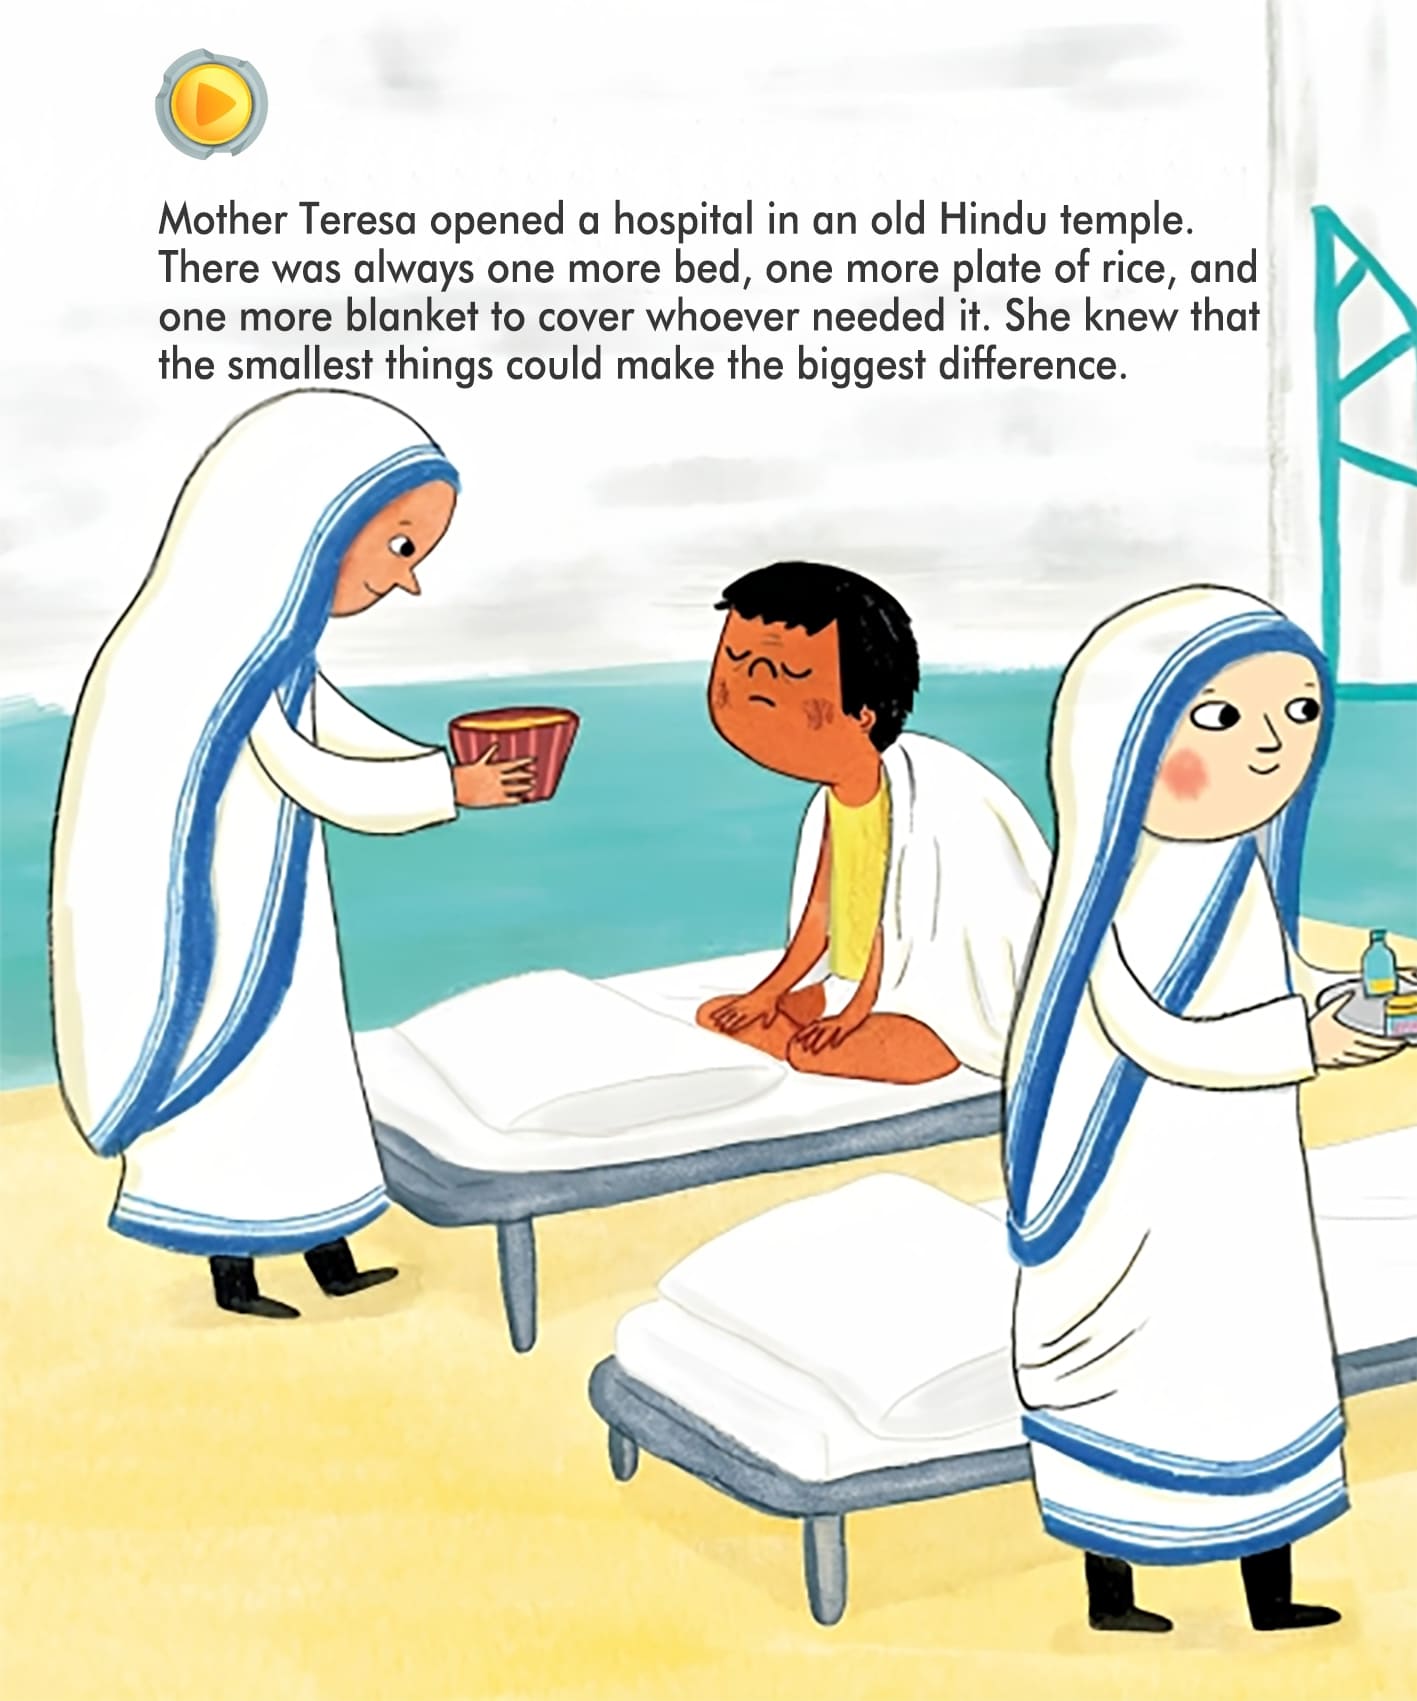 Mother Teresa opened a hospital in an old Hindu temple.
There was always one more bed, one more plate of rice, and
one more blanket to cover whoever needed it. She knew that
the smallest things could make the biggest difference.